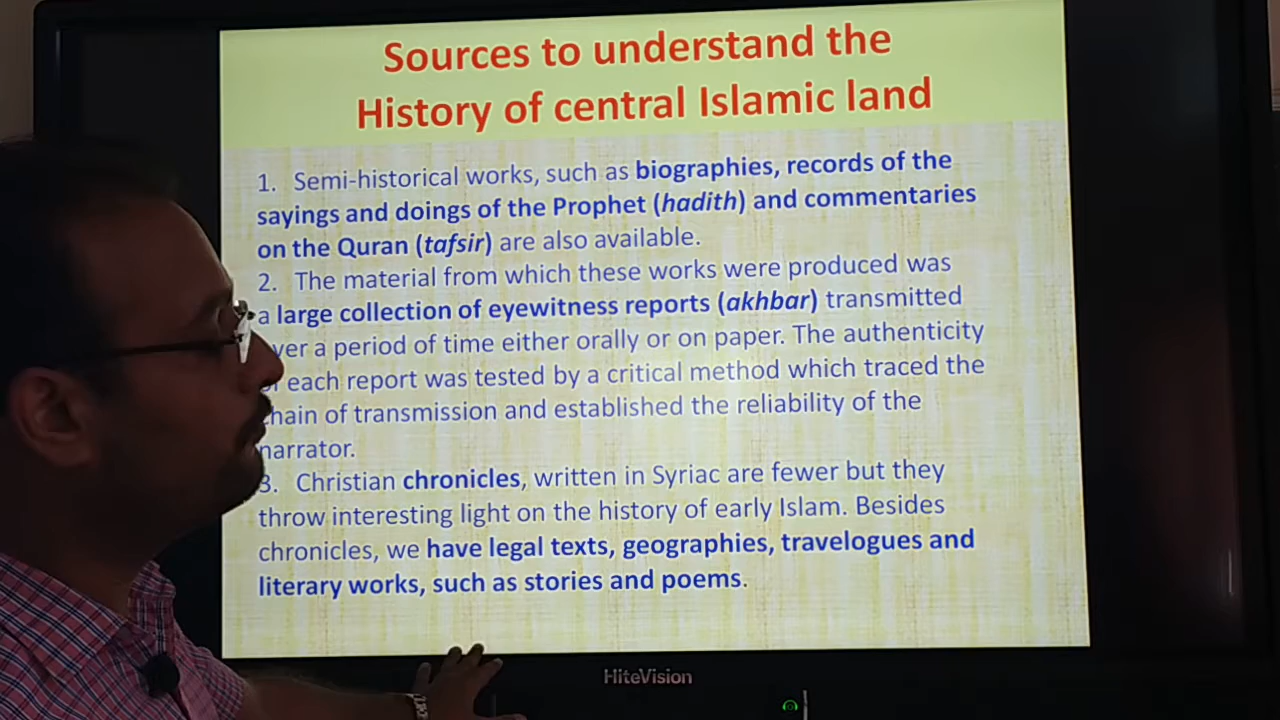 Sources to understand the
History of central Islamic land
1. Semi-historical works, such as biographies, records of the
sayings and doings of the Prophet (hadith) and commentaries
on the Quran (tafsir) are also available.
2. The material from which these works were produced was
a large collection of eyewitness reports (akhbar) transmitted
a period of time either orally or on paper. The authenticity
each report was tested by a critical method which traced the
chain of transmission and established the reliability of the
narrator.
3. Christian chronicles, written in Syriac are fewer but they
throw interesting light on the history of early Islam. Besides
chronicles, we have legal texts, geographies, travelogues and
literary works, such as stories and poems.
HiteVision